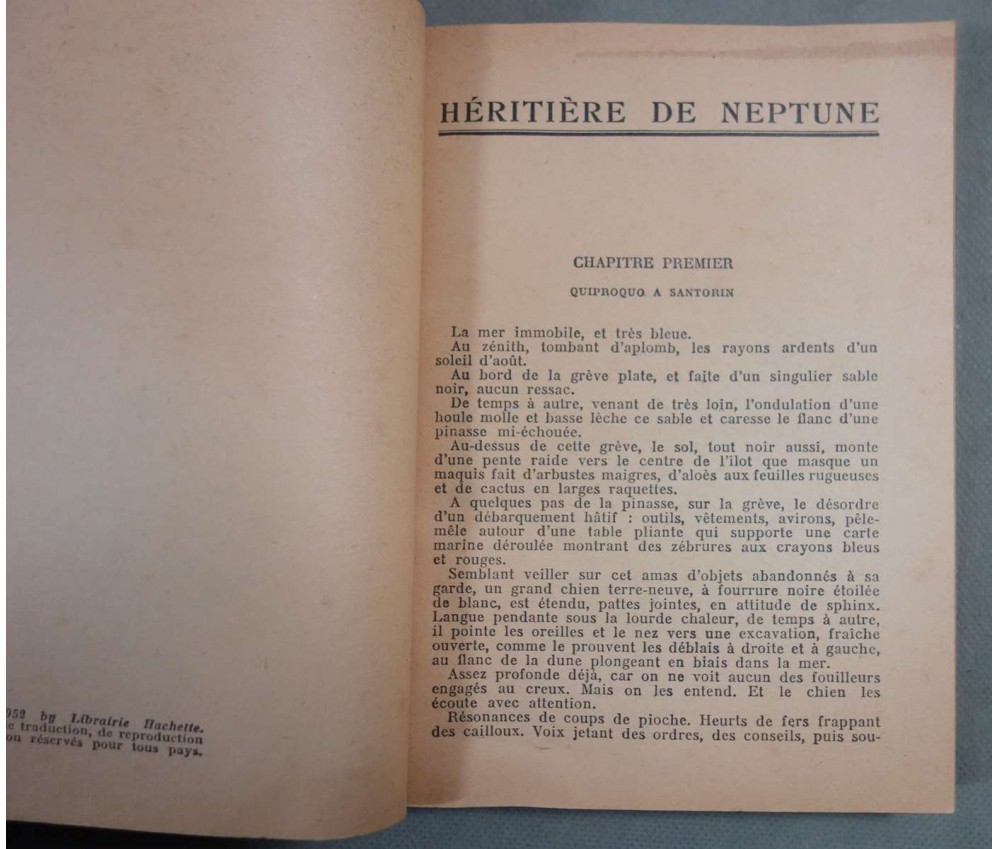 952 by Librairie Hachette.
traduction, de reproduction
réservés pour tous pays.
HÉRITIÈRE DE NEPTUNE
CHAPITRE PREMIER
QUIPROQUO A SANTORIN
La mer immobile, et très bleue.
Au zénith, tombant d'aplomb, les rayons ardents d'un
soleil d'août.
Au bord de la grève plate, et faite d'un singulier sable
noir, aucun ressac.
De temps à autre, venant de très loin, l'ondulation d'une
houle molle et basse lèche ce sable et caresse le flanc d'une
pinasse mi-échouée.
Au-dessus de cette grève, le sol, tout noir aussi, monte
d'une pente raide vers le centre de l'îlot que masque un
maquis fait d'arbustes maigres, d'aloès aux feuilles rugueuses
et de cactus en larges raquettes.
A quelques pas de la pinasse, sur la grève, le désordre
d'un débarquement hâtif : outils, vêtements, avirons, pêle-
mêle autour d'une table pliante qui supporte une carte
marine déroulée montrant des zébrures aux crayons bleus
et rouges.
Semblant veiller sur cet amas d'objets abandonnés à sa
garde, un grand chien terre-neuve, à fourrure noire étoilée
de blanc, est étendu, pattes jointes, en attitude de sphinx.
Langue pendante sous la lourde chaleur, de temps à autre,
il pointe les oreilles et le nez vers une excavation, fraîche
ouverte, comme le prouvent les déblais à droite et à gauche,
au flanc de la dune plongeant en biais dans la mer.
Assez profonde déjà, car on ne voit aucun des fouilleurs
engagés au creux. Mais on les entend. Et le chien les
écoute avec attention.
Résonances de coups de pioche. Heurts de fers frappant
des cailloux. Voix jetant des ordres, des conseils, puis sou-